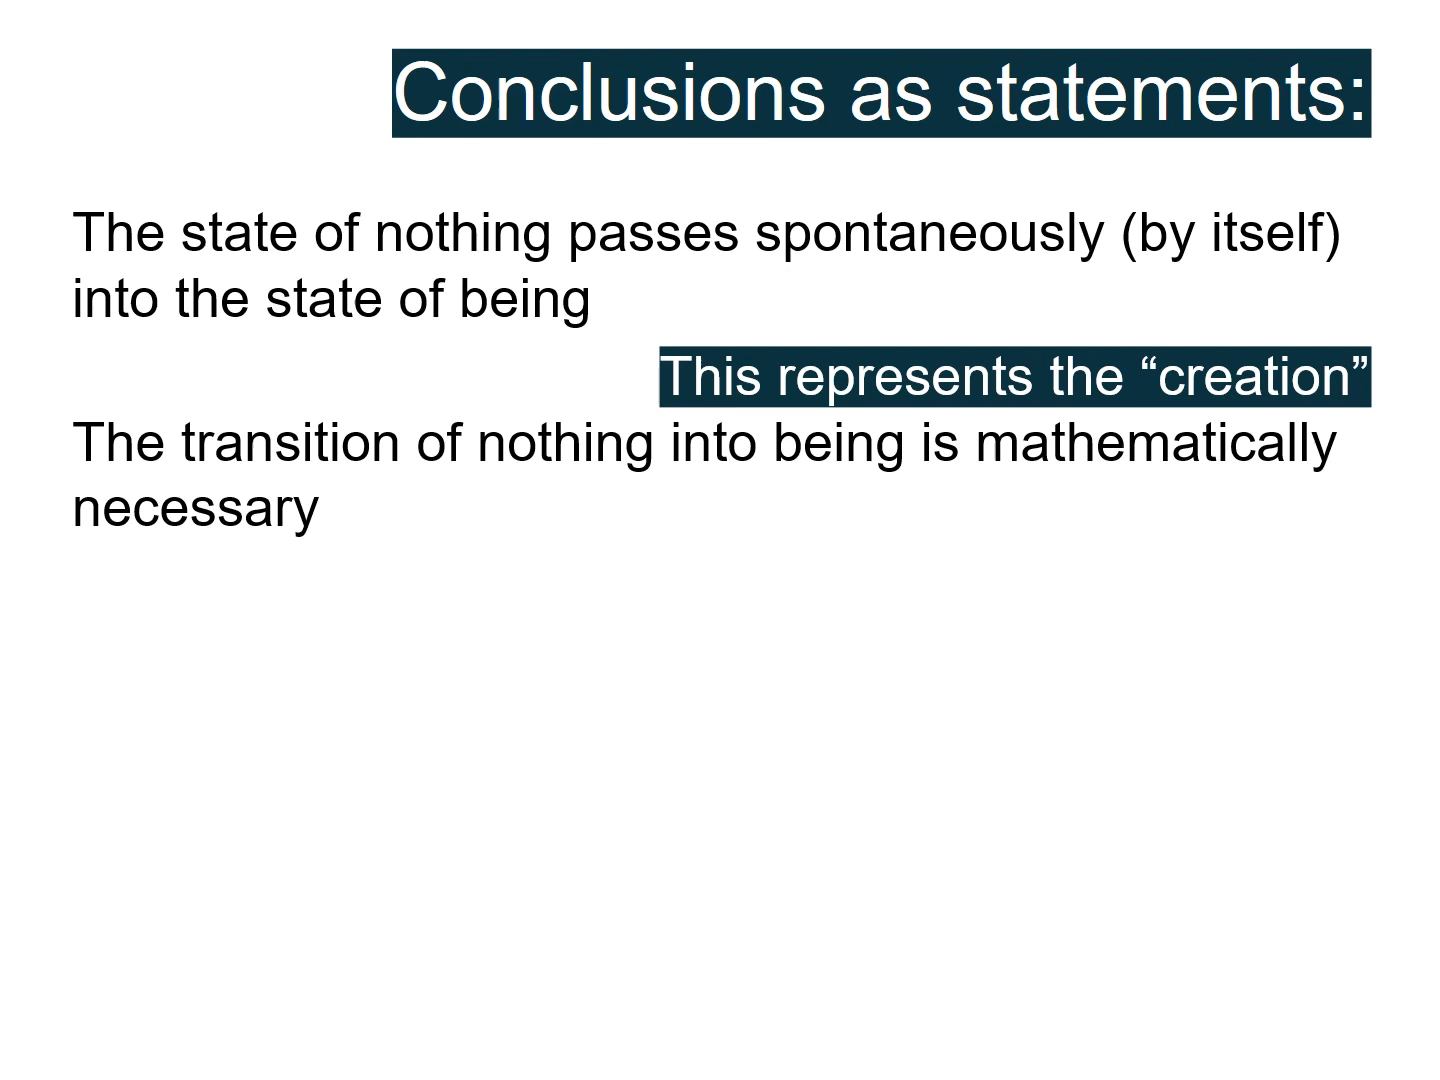 Conclusions as statements:
The state of nothing passes spontaneously (by itself)
into the state of being
This represents the “creation”
The transition of nothing into being is mathematically
necessary